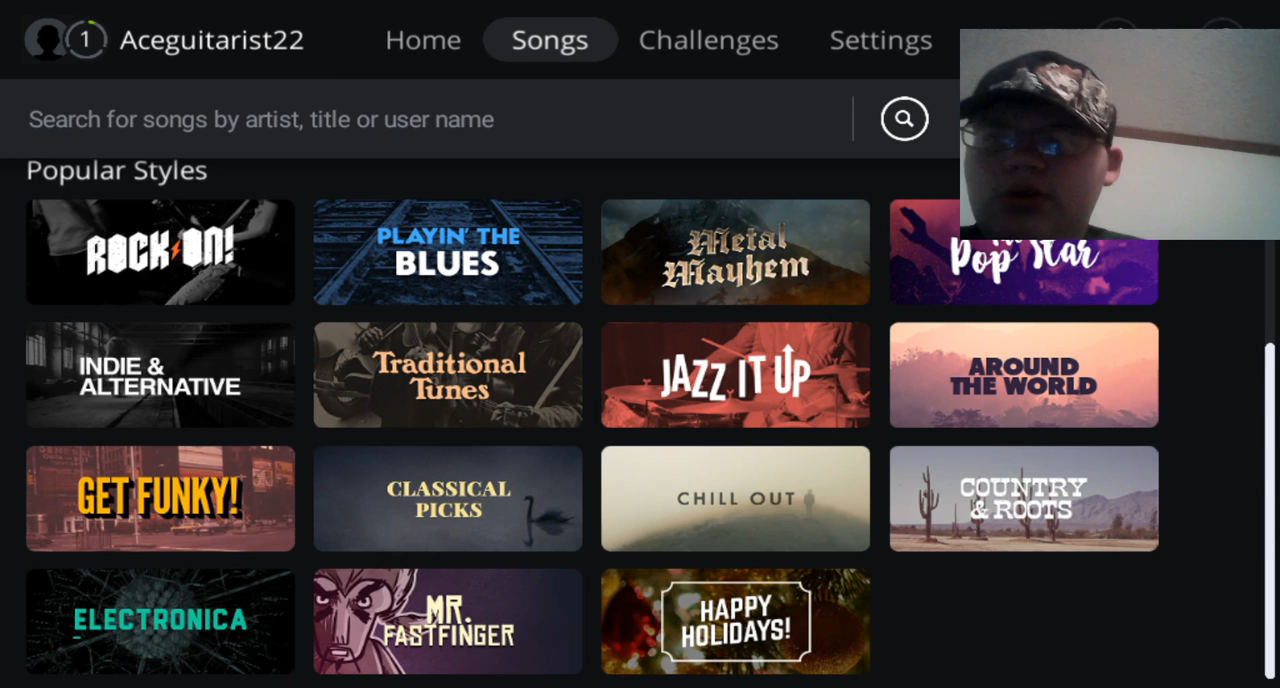 1 Aceguitarist22 Home Songs Challenges Settings
Search for songs by artist, title or user name
Popular Styles
ROCK ON!
PLAYIN' THE
BLUES
Metal
Mayhem
Pop Star
INDIE &
ALTERNATIVE
Traditional
Tunes
JAZZ IT UP
AROUND
THE WORLD
GET FUNKY!
CLASSICAL
PICKS
CHILL OUT
COUNTRY
& ROOTS
ELECTRONICA
MR.
FASTFINGER
HAPPY
HOLIDAYS!